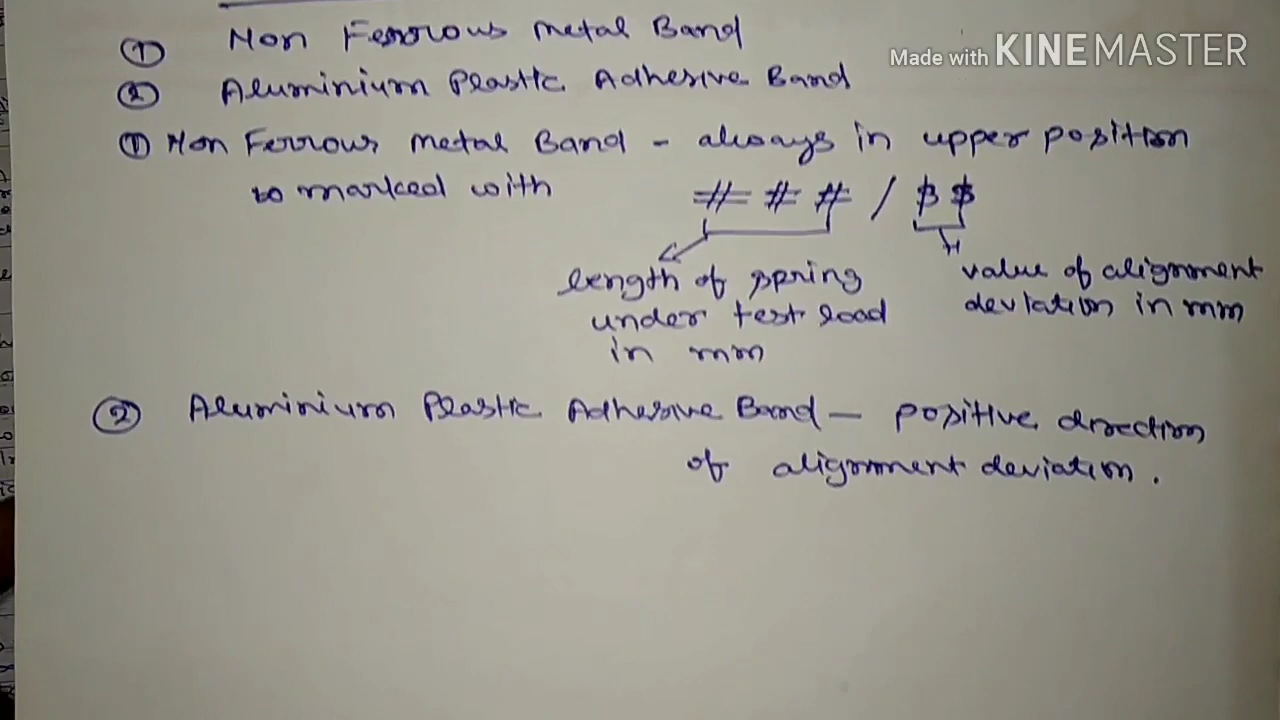 ① Non Ferrous Metal Band
Made with KINEMASTER
② Aluminium Plastic Adhesive Band
① Non Ferrous Metal Band - always in upper position
to marked with # # # / $ $
length of spring
under test load
in mm
value of alignment
deviation in mm
② Aluminium Plastic Adhesive Band - positive direction
of alignment deviation.